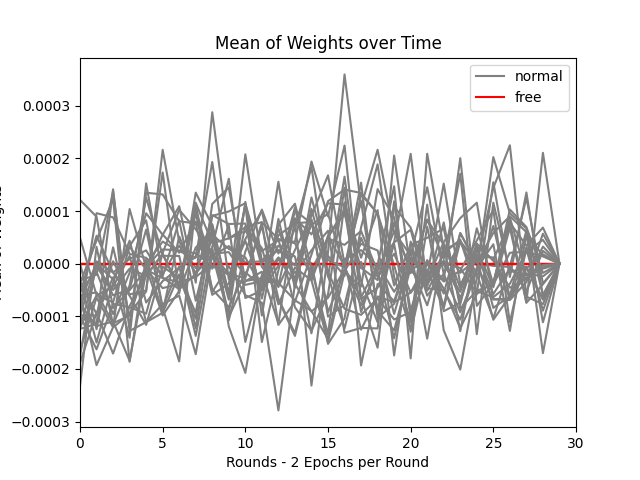 Mean of Weights over Time
normal
free
0.0003
0.0002
0.0001
0.0000
−0.0001
−0.0002
−0.0003
0 5 10 15 20 25 30
Rounds - 2 Epochs per Round